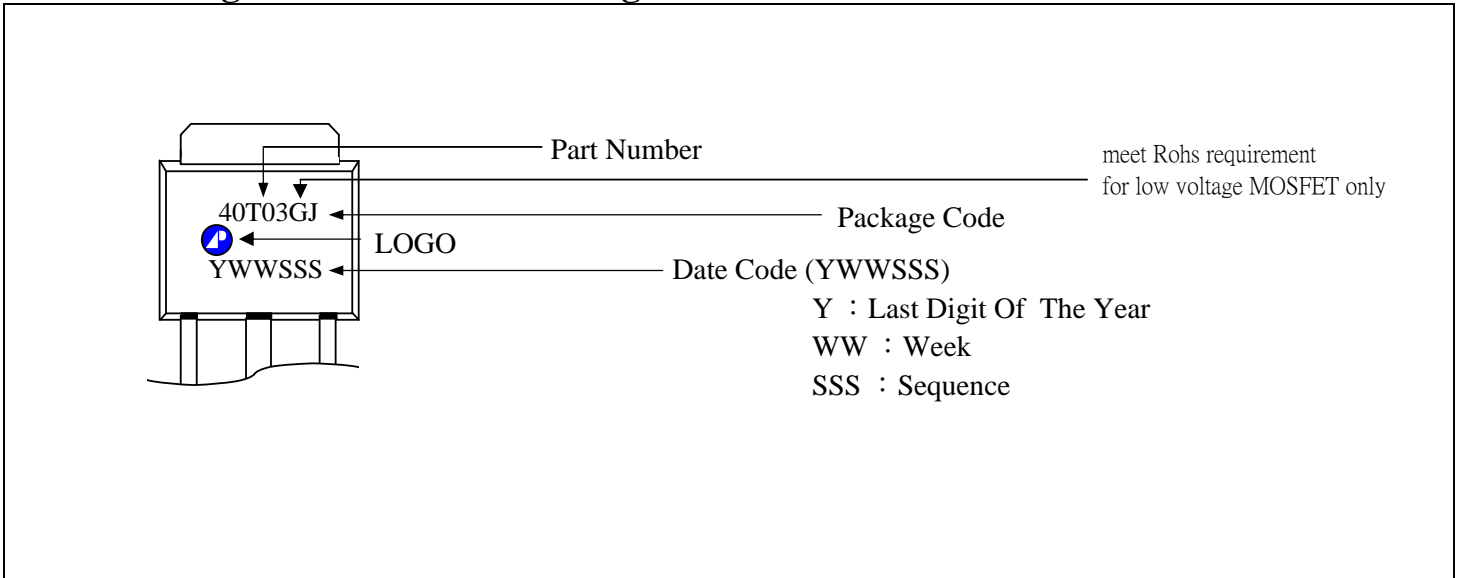 Part Number
meet Rohs requirement
for low voltage MOSFET only
40T03GJ
Package Code
LOGO
YWWSSS
Date Code (YWWSSS)
Y：Last Digit Of The Year
WW：Week
SSS：Sequence